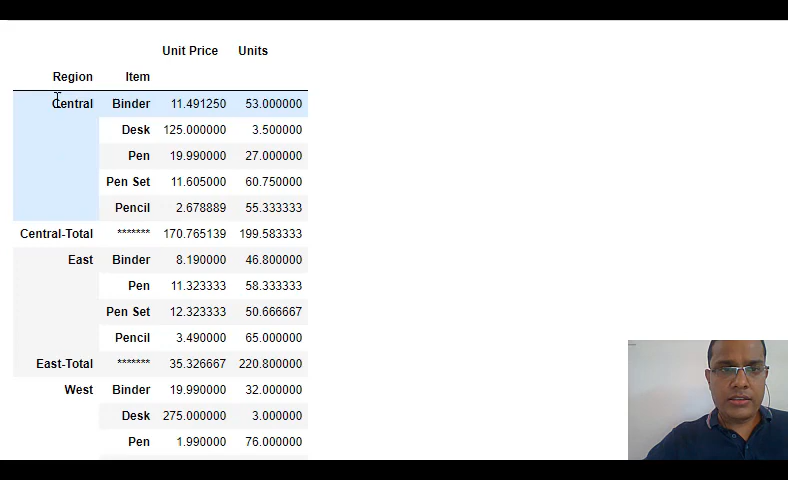 Unit Price Units
Region Item
Central Binder 11.491250 53.000000
Desk 125.000000 3.500000
Pen 19.990000 27.000000
Pen Set 11.605000 60.750000
Pencil 2.678889 55.333333
Central-Total ******* 170.765139 199.583333
East Binder 8.190000 46.800000
Pen 11.323333 58.333333
Pen Set 12.323333 50.666667
Pencil 3.490000 65.000000
East-Total ******* 35.326667 220.800000
West Binder 19.990000 32.000000
Desk 275.000000 3.000000
Pen 1.990000 76.000000